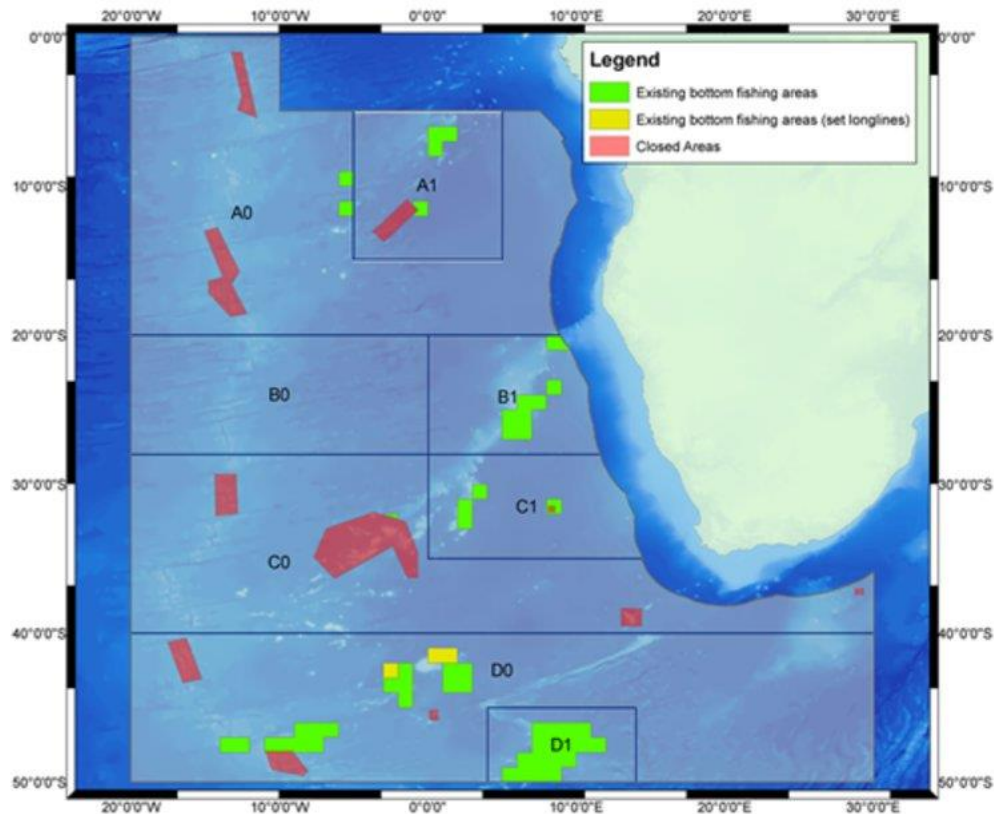 20°0'0"W 10°0'0"W 0°0'0"E 10°0'0"E 20°0'0"E 30°0'0"E
0°0'0" 0°0'0"
Legend
Existing bottom fishing areas
Existing bottom fishing areas (set longlines)
Closed Areas
10°0'0"S 10°0'0"S
A1
A0
20°0'0"S 20°0'0"S
B0
B1
30°0'0"S 30°0'0"S
C1
C0
40°0'0"S 40°0'0"S
D0
D1
50°0'0"S 50°0'0"S
20°0'0"W 10°0'0"W 0°0'0"E 10°0'0"E 20°0'0"E 30°0'0"E